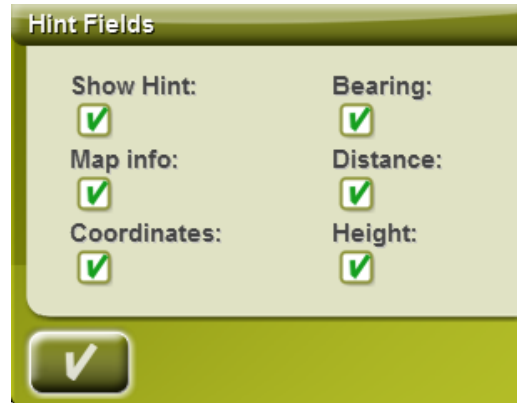 Hint Fields
Show Hint: Bearing:
Map info: Distance:
Coordinates: Height: